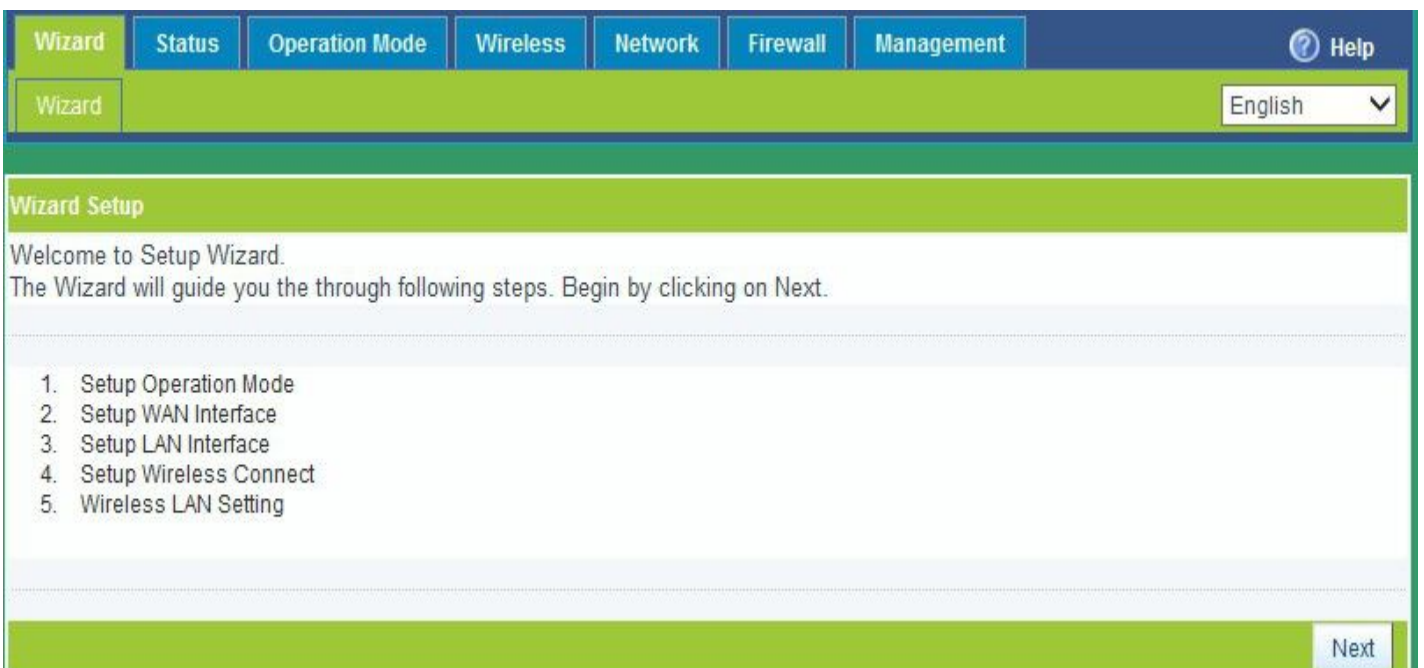 Wizard Status Operation Mode Wireless Network Firewall Management Help
Wizard English
Wizard Setup
Welcome to Setup Wizard.
The Wizard will guide you the through following steps. Begin by clicking on Next.
1. Setup Operation Mode
2. Setup WAN Interface
3. Setup LAN Interface
4. Setup Wireless Connect
5. Wireless LAN Setting
Next